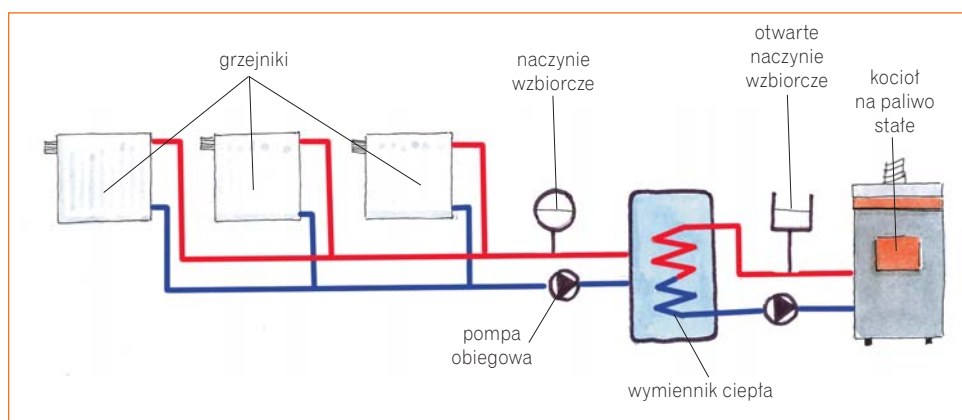 grzejniki
naczynie
wzbiorcze
otwarte
naczynie
wzbiorcze
kocioł
na paliwo
stałe
pompa
obiegowa
wymiennik ciepła